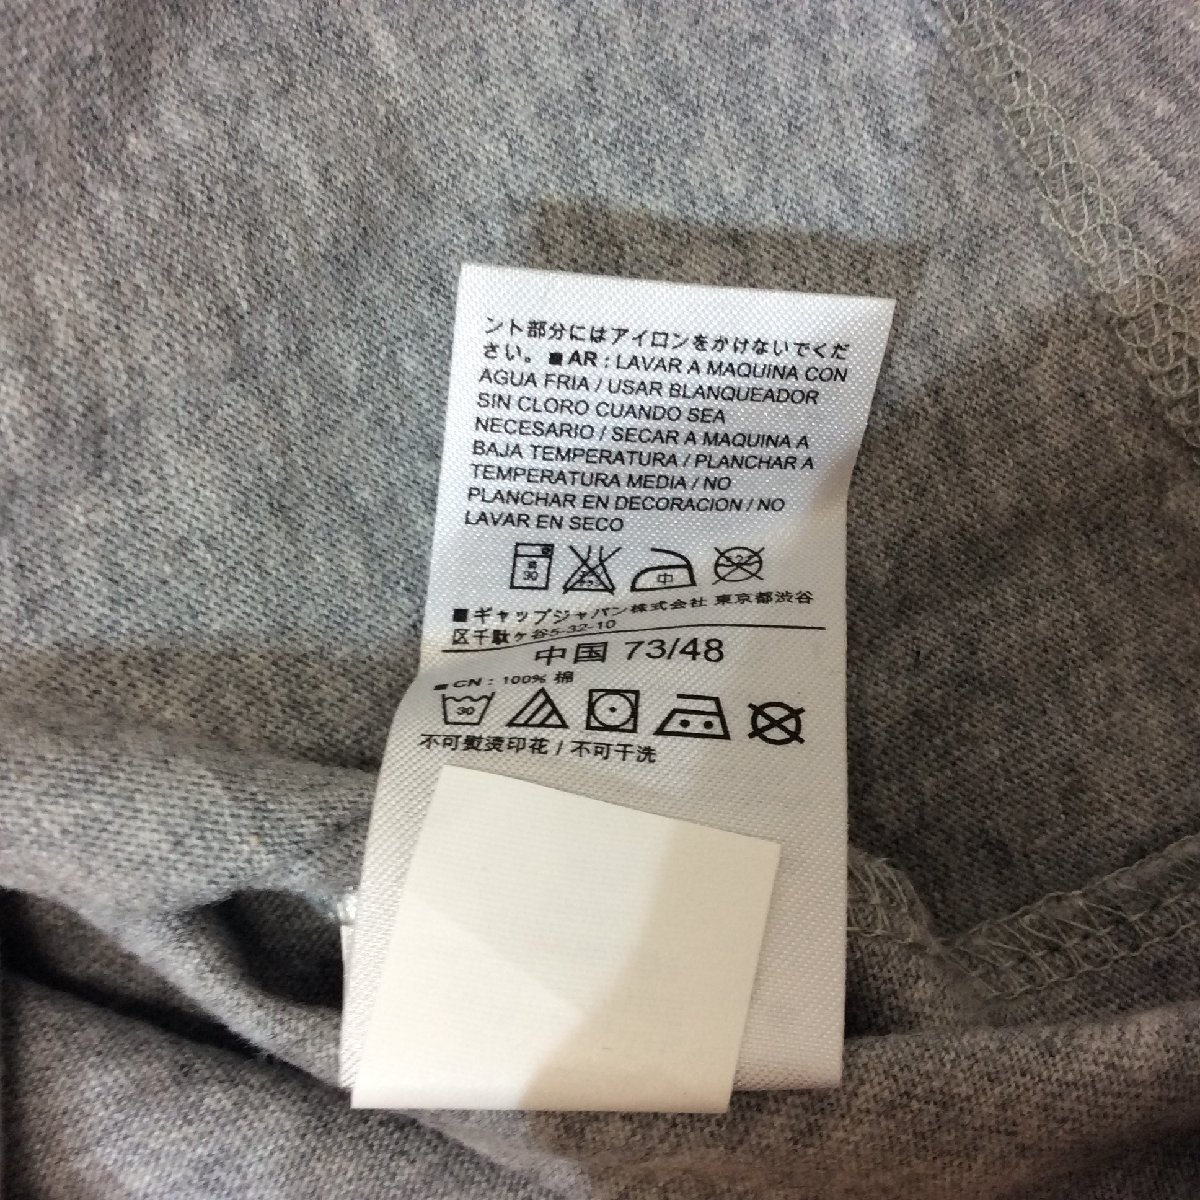 ント部分にはアイロンをかけないでくだ
さい。 ■ AR : LAVAR A MAQUINA CON
AGUA FRIA / USAR BLANQUEADOR
SIN CLORO CUANDO SEA
NECESARIO / SECAR A MAQUINA A
BAJA TEMPERATURA / PLANCHAR A
TEMPERATURA MEDIA / NO
PLANCHAR EN DECORACION / NO
LAVAR EN SECO
30 中
■ ギャップジャパン株式会社 東京都渋谷
区千駄ヶ谷5-32-10
中国 73/48
■ CN : 100% 棉
30
不可熨烫印花 / 不可干洗